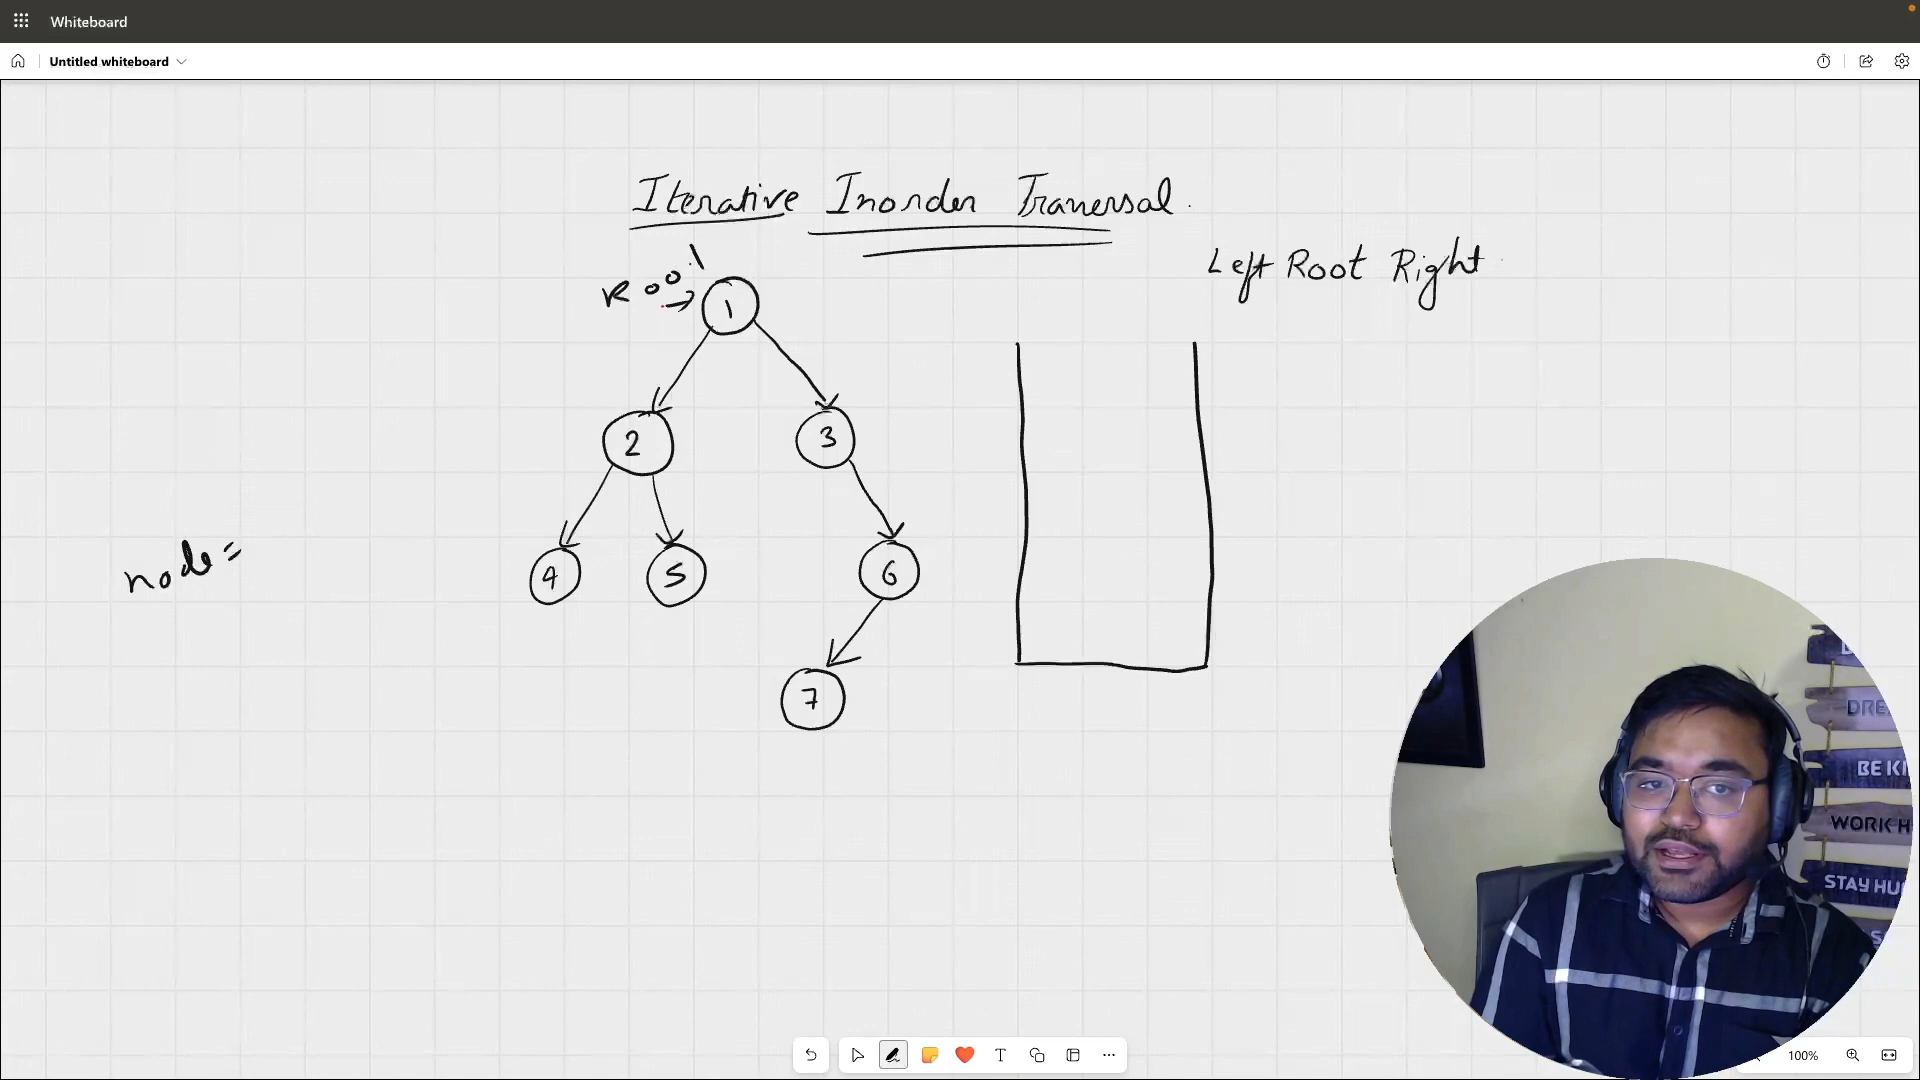 Whiteboard
Untitled whiteboard
Iterative Inorder Traversal.
Left Root Right
Root
1
2
3
node=
4
5
6
7
BE KI
WORK H
STAY HU
100%